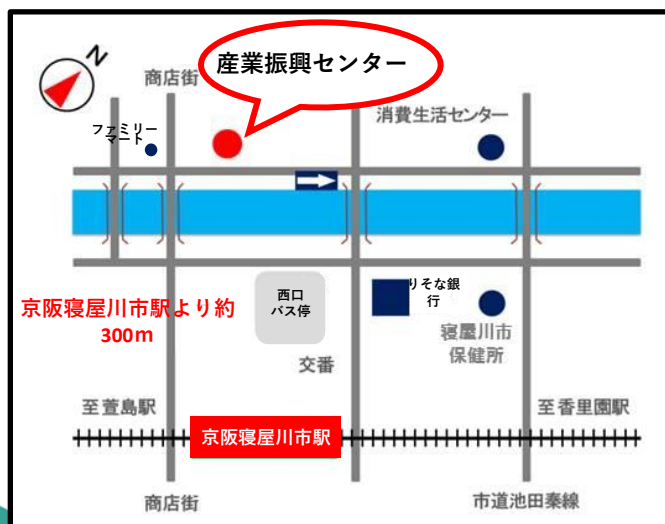 N
産業振興センター
商店街
消費生活センター
ファミリー
マート
京阪寝屋川市駅より約
300m
西口
バス停
りそな銀
行
寝屋川市
保健所
交番
至萱島駅
至香里園駅
京阪寝屋川市駅
商店街
市道池田秦線